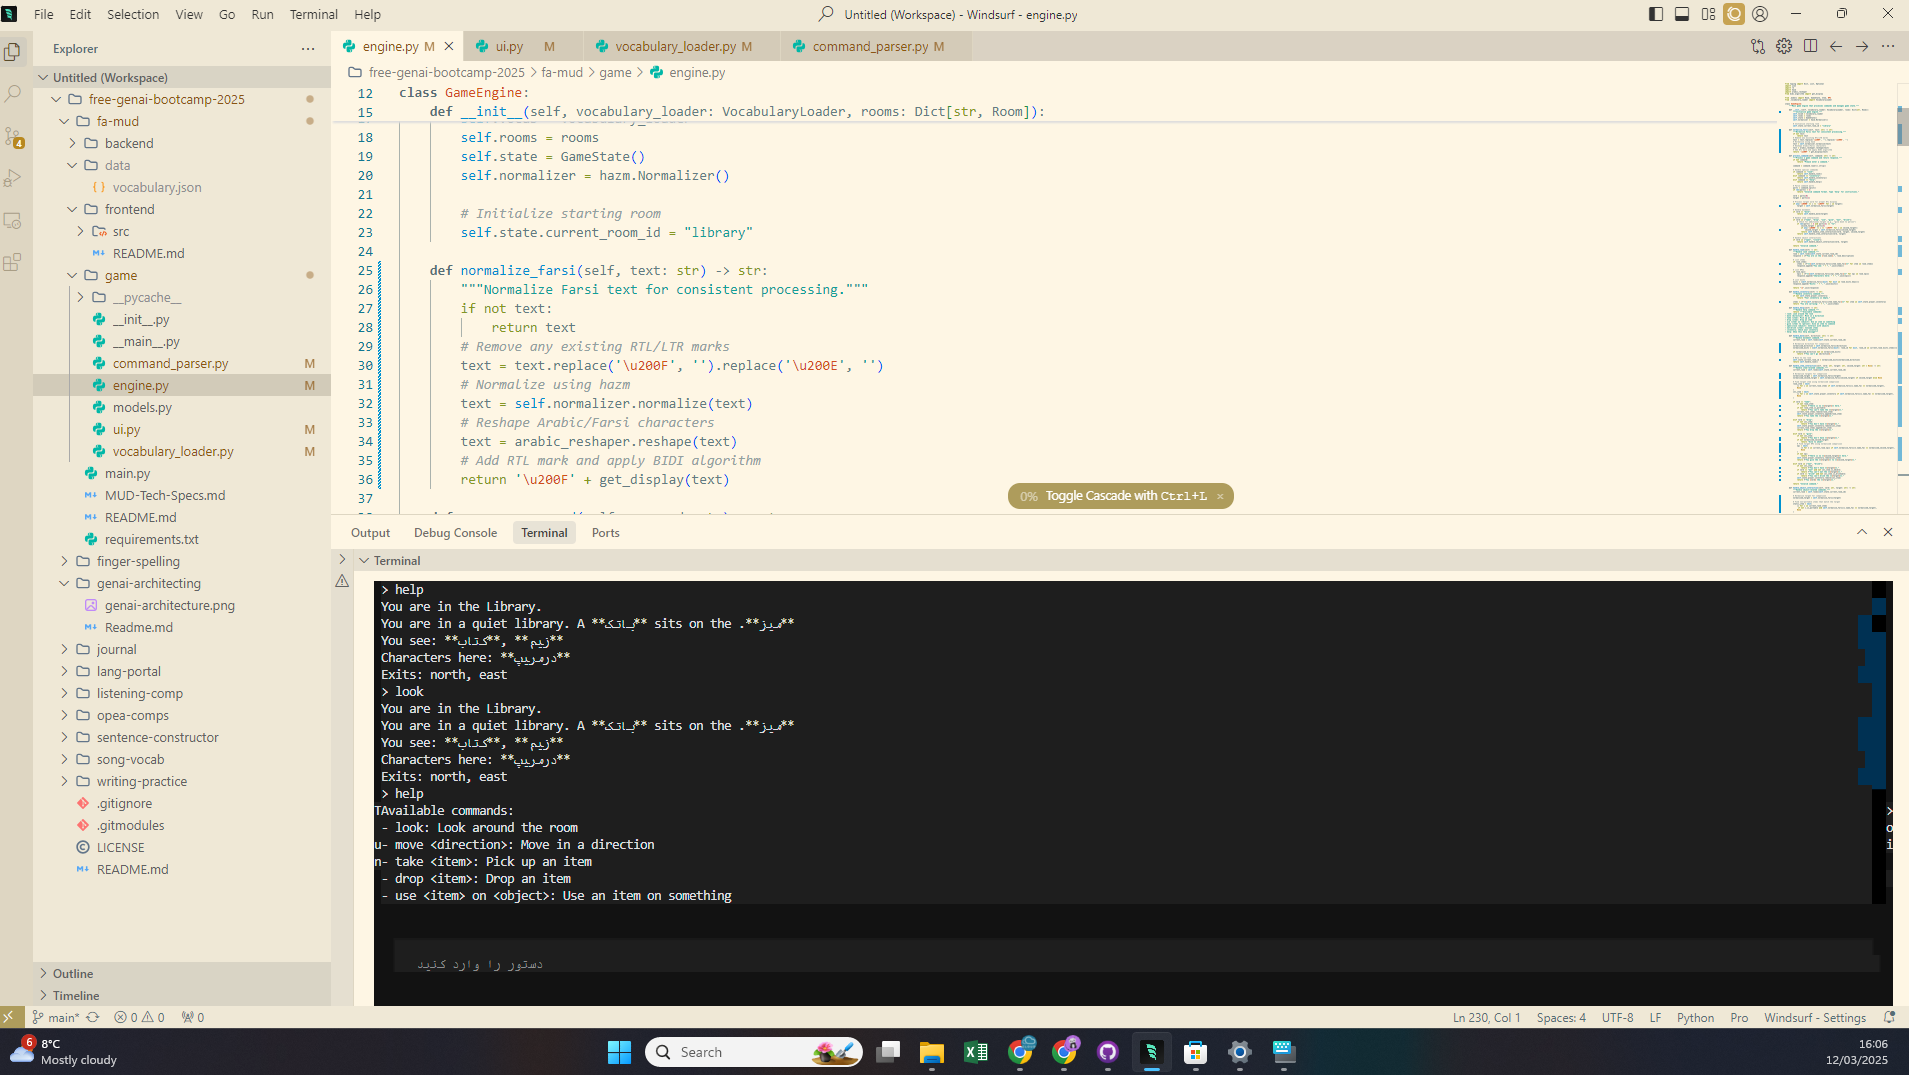 File Edit Selection View Go Run Terminal Help
Untitled (Workspace) - Windsurf - engine.py
Explorer
Untitled (Workspace)
free-genai-bootcamp-2025
fa-mud
backend
data
{ } vocabulary.json
frontend
src
README.md
game
__pycache__
__init__.py
__main__.py
command_parser.py M
engine.py M
models.py
ui.py M
vocabulary_loader.py M
main.py
MUD-Tech-Specs.md
README.md
requirements.txt
finger-spelling
genai-architecting
genai-architecture.png
Readme.md
journal
lang-portal
listening-comp
opea-comps
sentence-constructor
song-vocab
writing-practice
.gitignore
.gitmodules
LICENSE
README.md
Outline
Timeline
4
engine.py M
ui.py M
vocabulary_loader.py M
command_parser.py M
free-genai-bootcamp-2025 > fa-mud > game > engine.py
12 class GameEngine:
15 def __init__(self, vocabulary_loader: VocabularyLoader, rooms: Dict[str, Room]):
18 self.rooms = rooms
19 self.state = GameState()
20 self.normalizer = hazm.Normalizer()
21
22 # Initialize starting room
23 self.state.current_room_id = "library"
24
25 def normalize_farsi(self, text: str) -> str:
26 """Normalize Farsi text for consistent processing."""
27 if not text:
28 return text
29 # Remove any existing RTL/LTR marks
30 text = text.replace('\u200F', '').replace('\u200E', '')
31 # Normalize using hazm
32 text = self.normalizer.normalize(text)
33 # Reshape Arabic/Farsi characters
34 text = arabic_reshaper.reshape(text)
35 # Add RTL mark and apply BIDI algorithm
36 return '\u200F' + get_display(text)
37
0% Toggle Cascade with Ctrl+L ×
Output Debug Console Terminal Ports
Terminal
> help
You are in the Library.
You are in a quiet library. A **باتک** sits on the .**میز**
You see: **کتاب**, **زیم**
Characters here: **درمریپ**
Exits: north, east
> look
You are in the Library.
You are in a quiet library. A **باتک** sits on the .**میز**
You see: **کتاب**, **زیم**
Characters here: **درمریپ**
Exits: north, east
> help
TAvailable commands:
- look: Look around the room
u- move <direction>: Move in a direction
n- take <item>: Pick up an item
- drop <item>: Drop an item
- use <item> on <object>: Use an item on something
دستور را وارد کنید
main* 0 0 0
Ln 230, Col 1 Spaces: 4 UTF-8 LF Python Pro Windsurf - Settings
6
8°C
Mostly cloudy
Search
16:06
12/03/2025